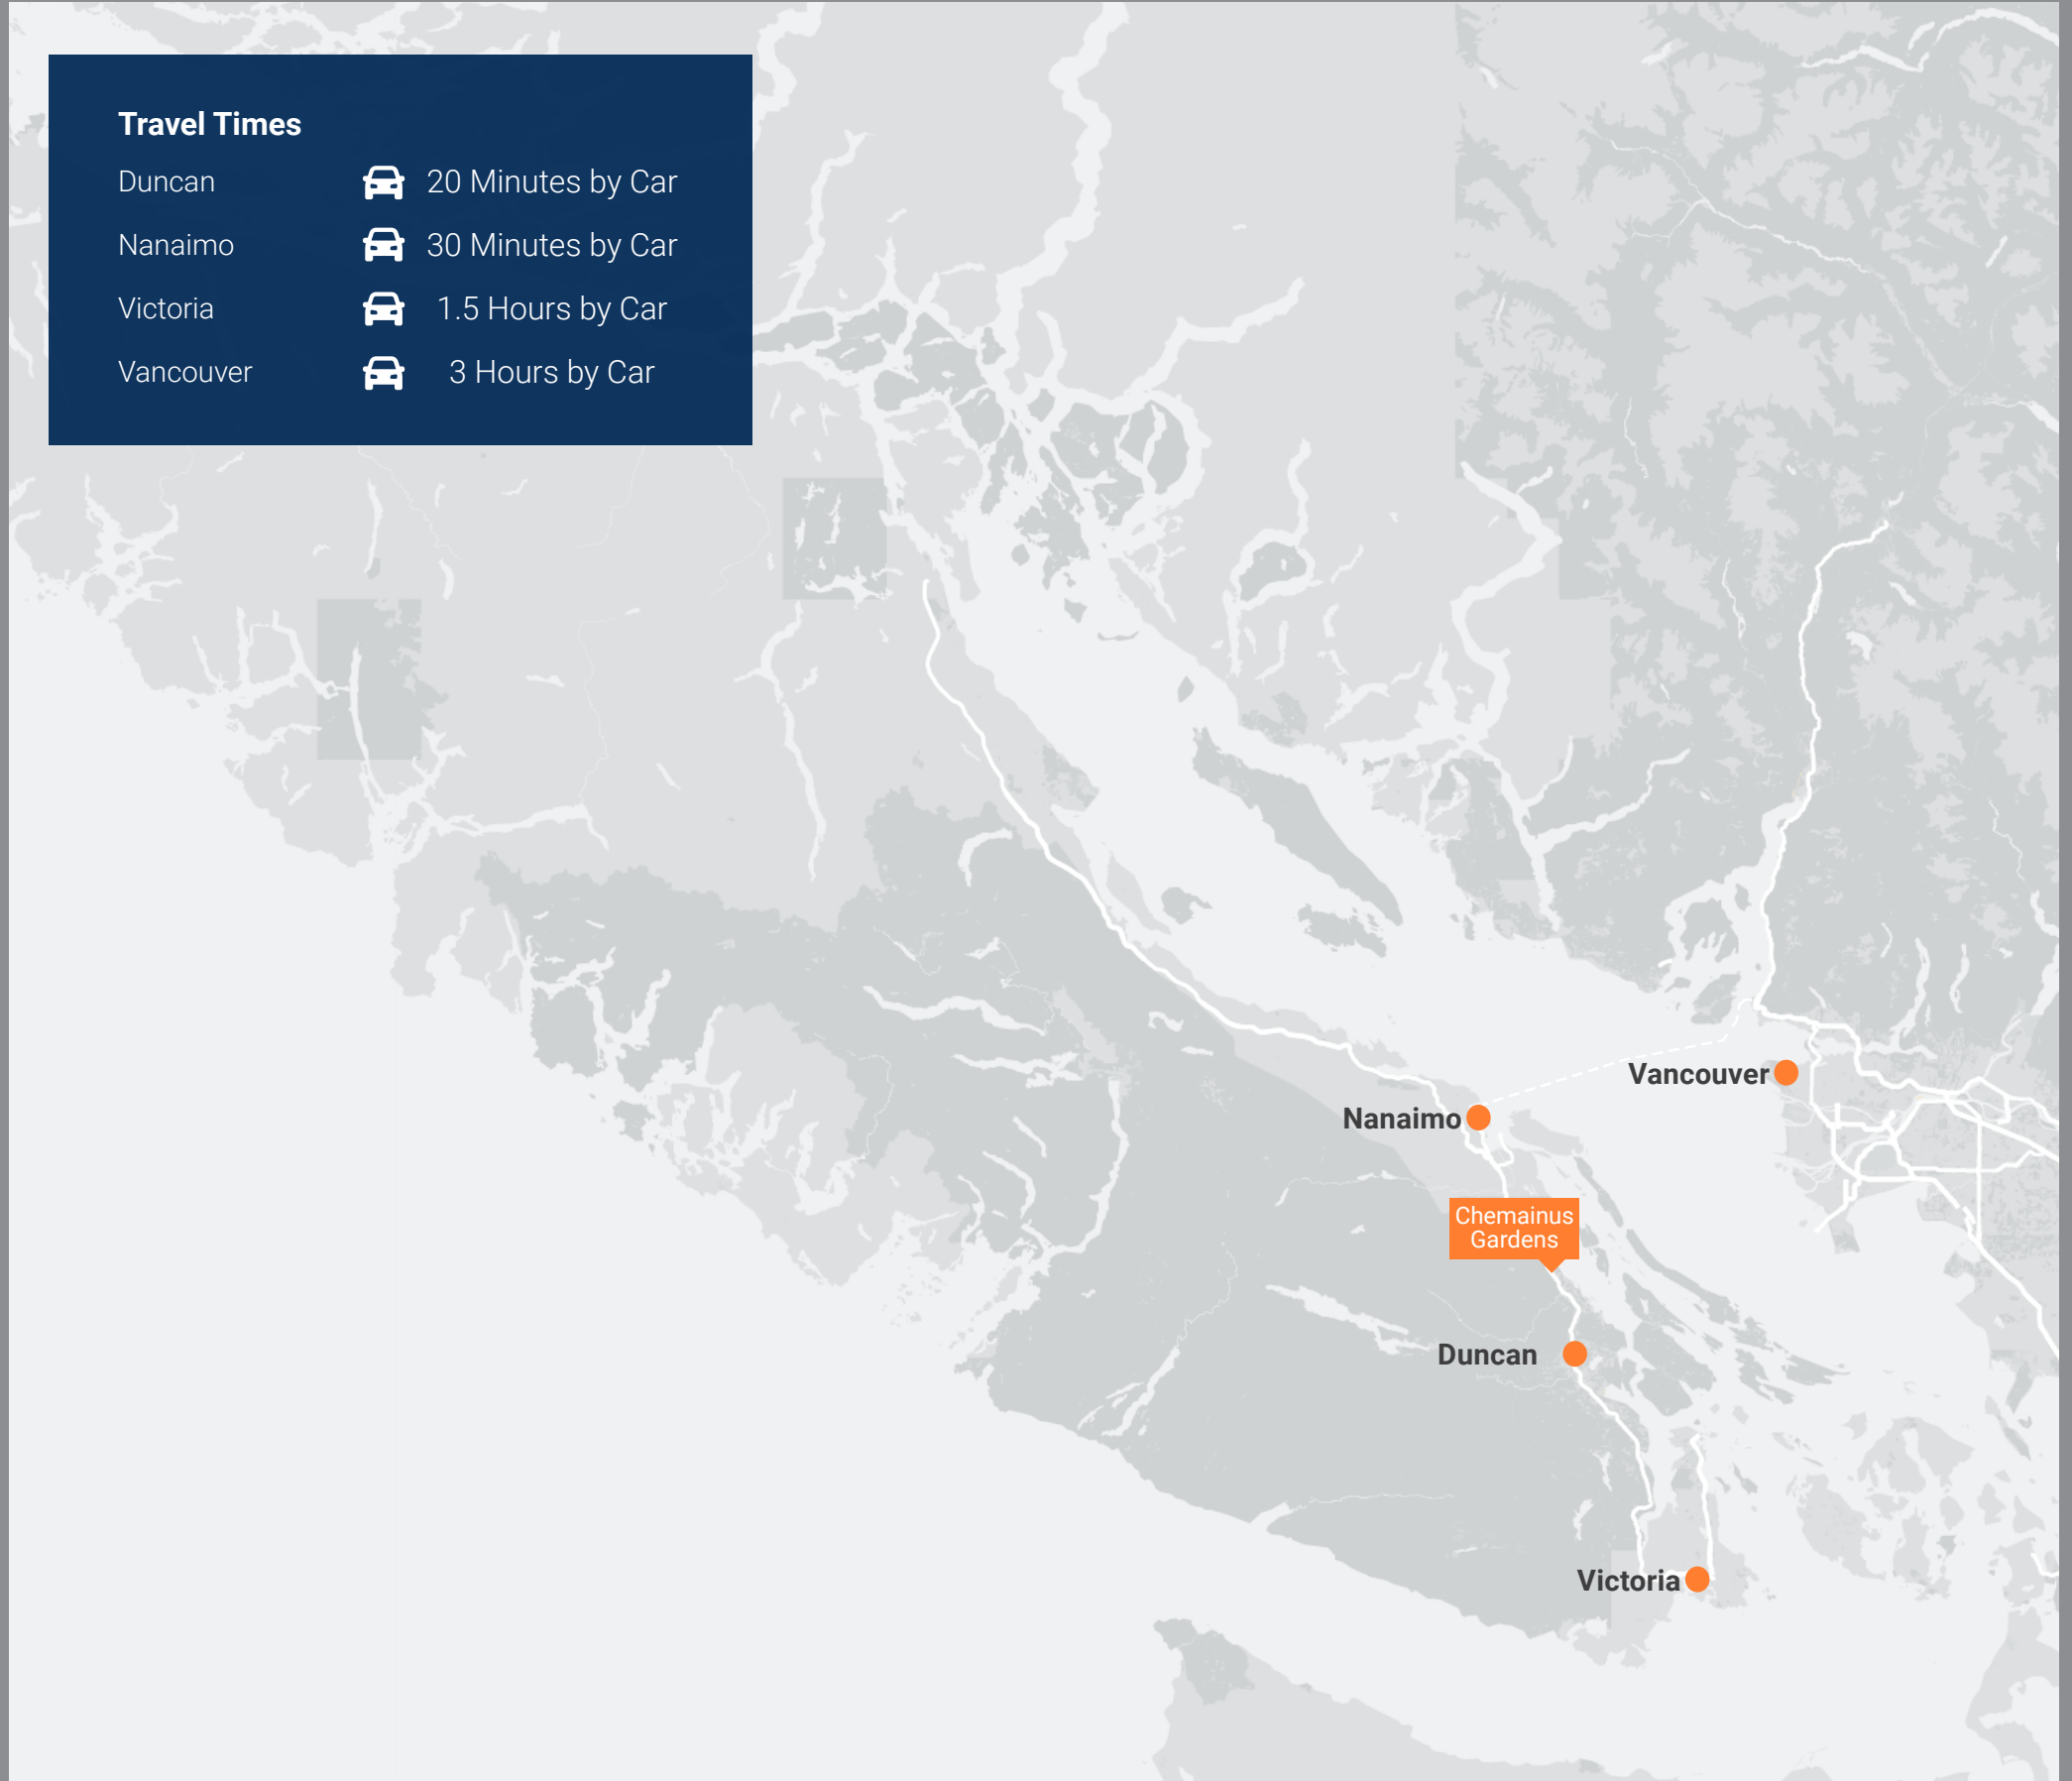 Travel Times
Duncan 20 Minutes by Car
Nanaimo 30 Minutes by Car
Victoria 1.5 Hours by Car
Vancouver 3 Hours by Car
Vancouver
Nanaimo
Chemainus
Gardens
Duncan
Victoria